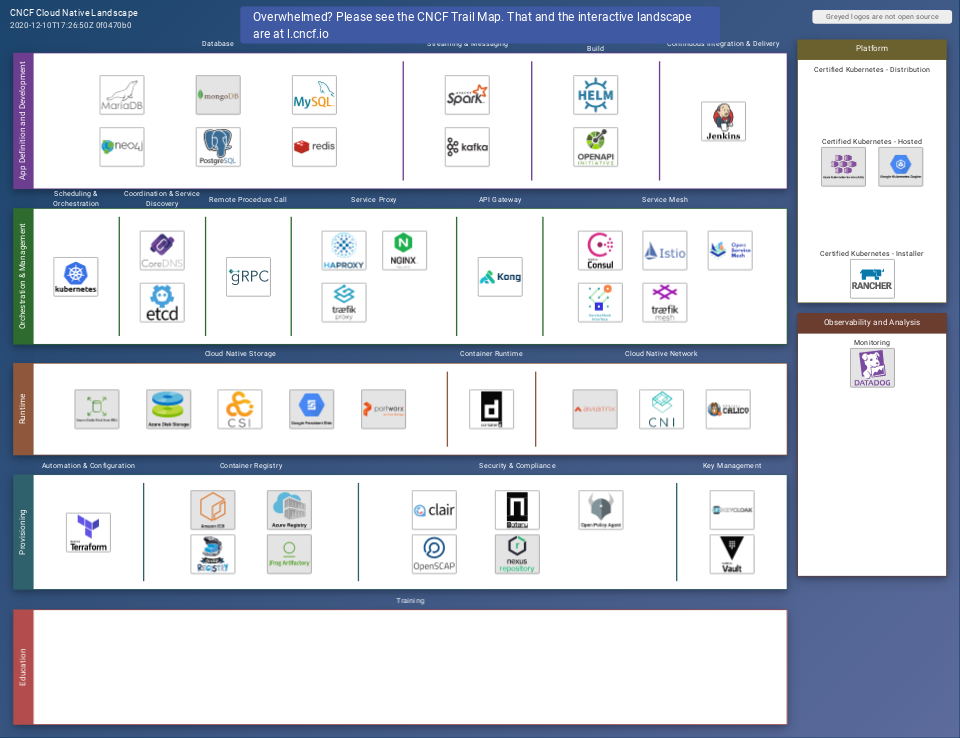 CNCF Cloud Native Landscape
2020-12-10T17:26:50Z 0f0470b0
Overwhelmed? Please see the CNCF Trail Map. That and the interactive landscape
are at l.cncf.io
Greyed logos are not open source
App Definition and Development
Database
Streaming & Messaging
Build
Continuous Integration & Delivery
MariaDB
mongoDB
MySQL
Spark
HELM
Jenkins
neo4j
PostgreSQL
redis
kafka
OPENAPI
INITIATIVE
Orchestration & Management
Scheduling &
Orchestration
Coordination & Service
Discovery
Remote Procedure Call
Service Proxy
API Gateway
Service Mesh
kubernetes
CoreDNS
etcd
gRPC
HAPROXY
NGINX
træfik
proxy
Kong
Consul
Istio
Open
Service
Mesh
træfik
mesh
Runtime
Cloud Native Storage
Container Runtime
Cloud Native Network
Azure Disk Storage
CSI
Google Persistent Disk
portworx
containerd
aviatrix
CNI
CALICO
Provisioning
Automation & Configuration
Container Registry
Security & Compliance
Key Management
Terraform
Amazon ECR
Azure Registry
REGISTRY
JFrog Artifactory
clair
Notary
Open Policy Agent
OpenSCAP
nexus
repository
KEYCLOAK
Vault
Education
Training
Platform
Certified Kubernetes - Distribution
Certified Kubernetes - Hosted
Google Kubernetes Engine
Certified Kubernetes - Installer
RANCHER
Observability and Analysis
Monitoring
DATADOG